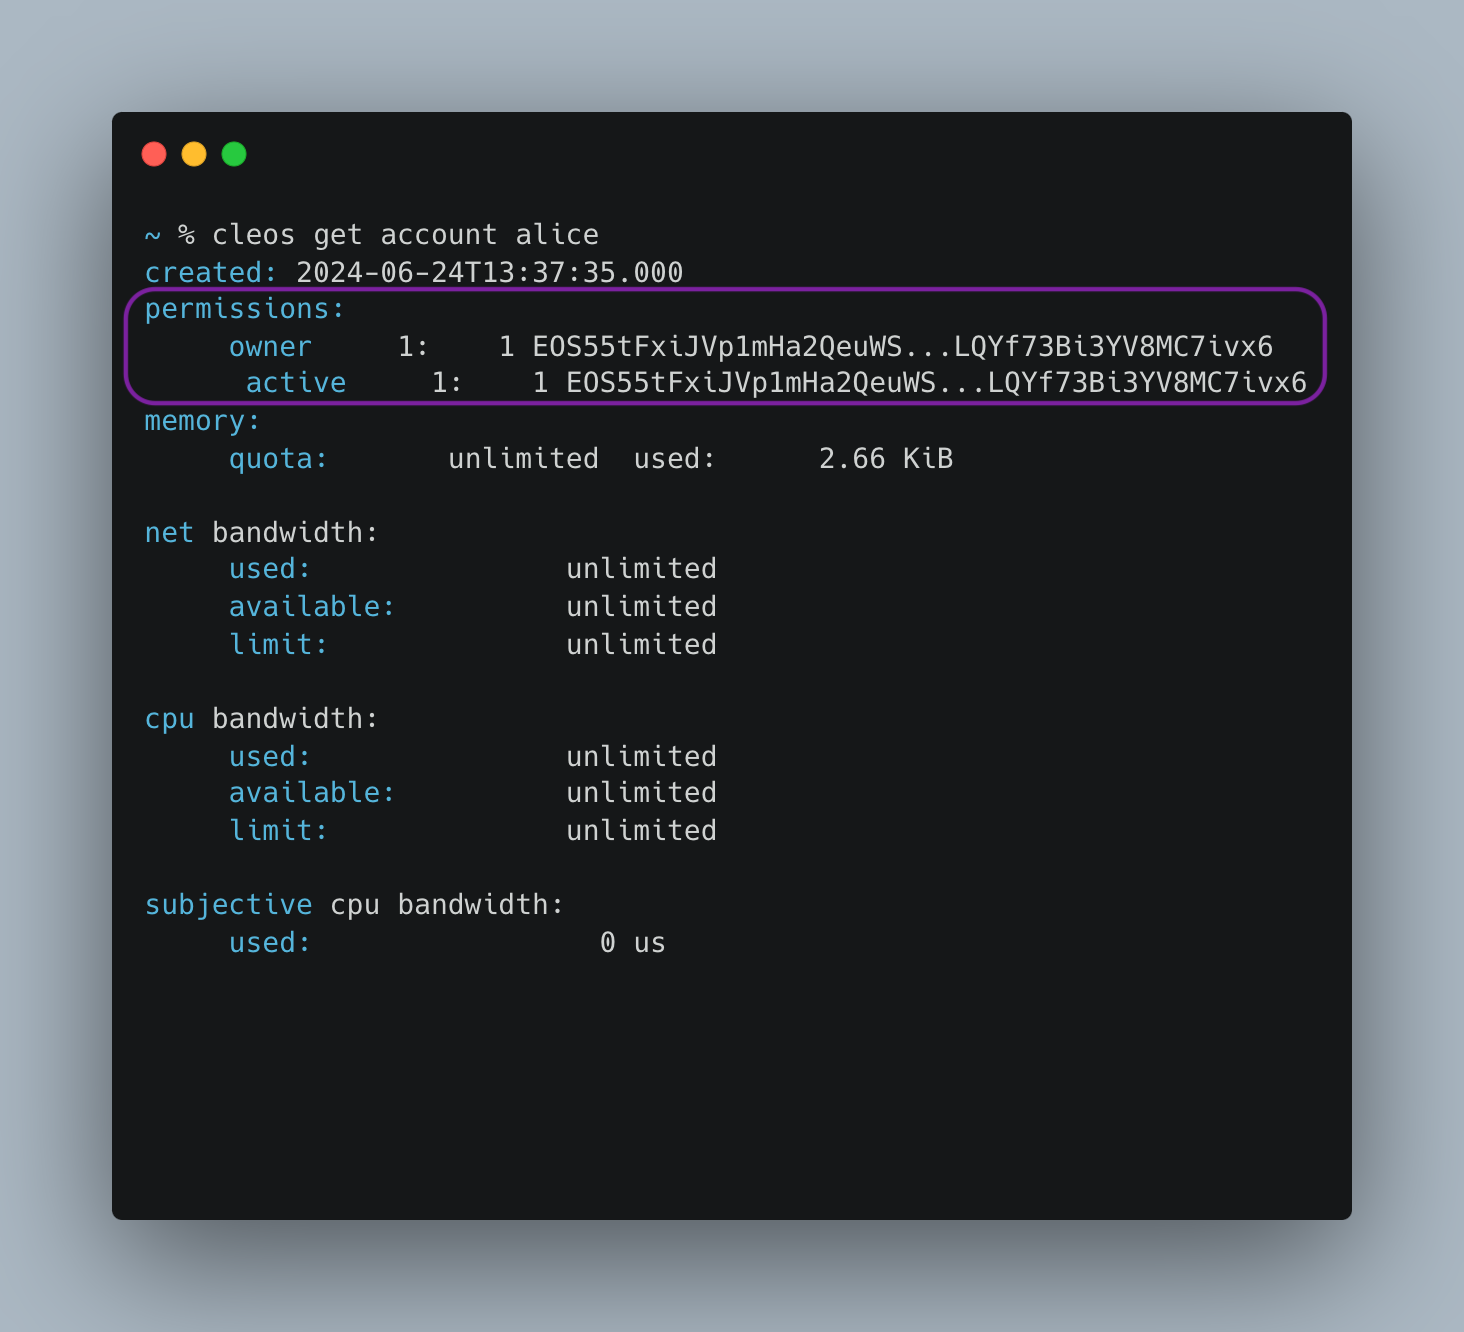 ~ % cleos get account alice
created: 2024-06-24T13:37:35.000
permissions:
     owner     1:    1 EOS55tFxiJVp1mHa2QeuWS...LQYf73Bi3YV8MC7ivx6
      active     1:    1 EOS55tFxiJVp1mHa2QeuWS...LQYf73Bi3YV8MC7ivx6
memory:
     quota:       unlimited  used:      2.66 KiB
net bandwidth:
     used:               unlimited
     available:          unlimited
     limit:              unlimited
cpu bandwidth:
     used:               unlimited
     available:          unlimited
     limit:              unlimited
subjective cpu bandwidth:
     used:                 0 us